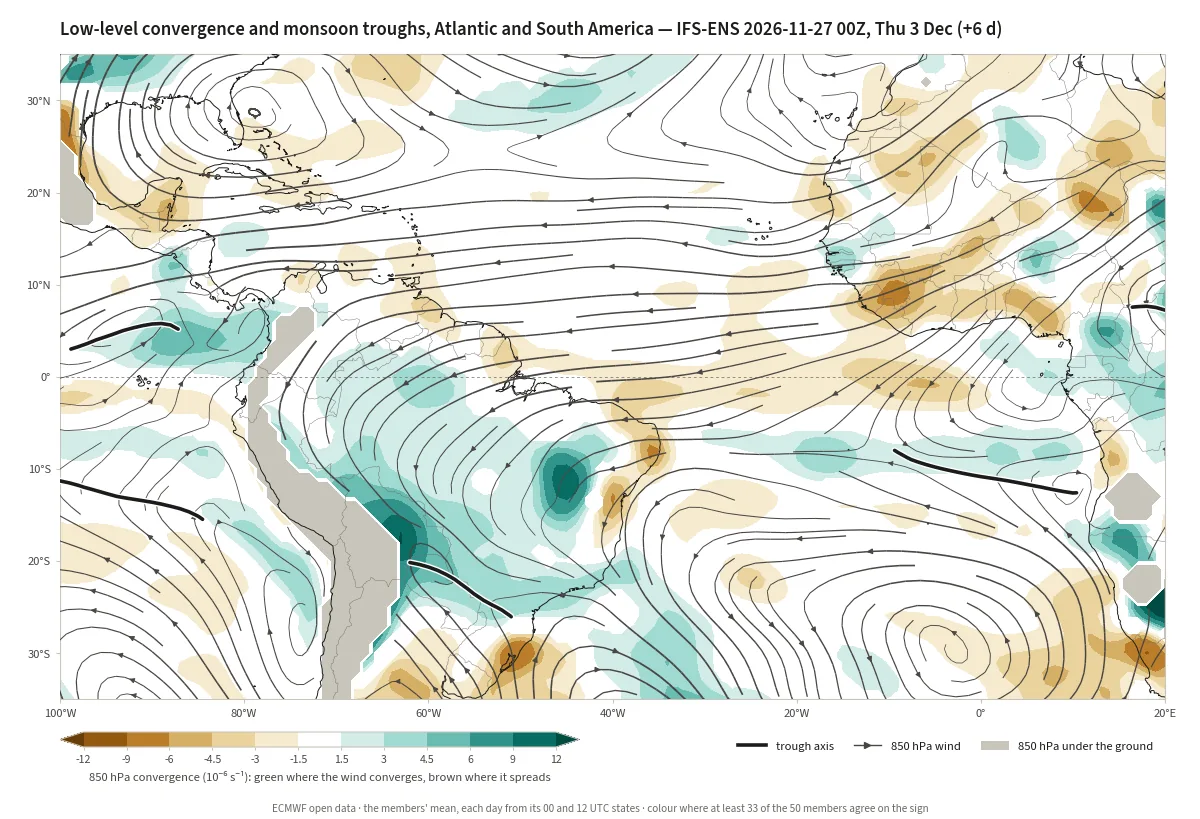 Low-level convergence and monsoon troughs, Atlantic and South America — IFS-ENS 2026-11-27 00Z, Thu 3 Dec (+6 d)
30°N
20°N
10°N
0°
10°S
20°S
30°S
100°W 80°W 60°W 40°W 20°W 0° 20°E
-12 -9 -6 -4.5 -3 -1.5 1.5 3 4.5 6 9 12
850 hPa convergence (10⁻⁶ s⁻¹): green where the wind converges, brown where it spreads
trough axis 850 hPa wind 850 hPa under the ground
ECMWF open data · the members' mean, each day from its 00 and 12 UTC states · colour where at least 33 of the 50 members agree on the sign